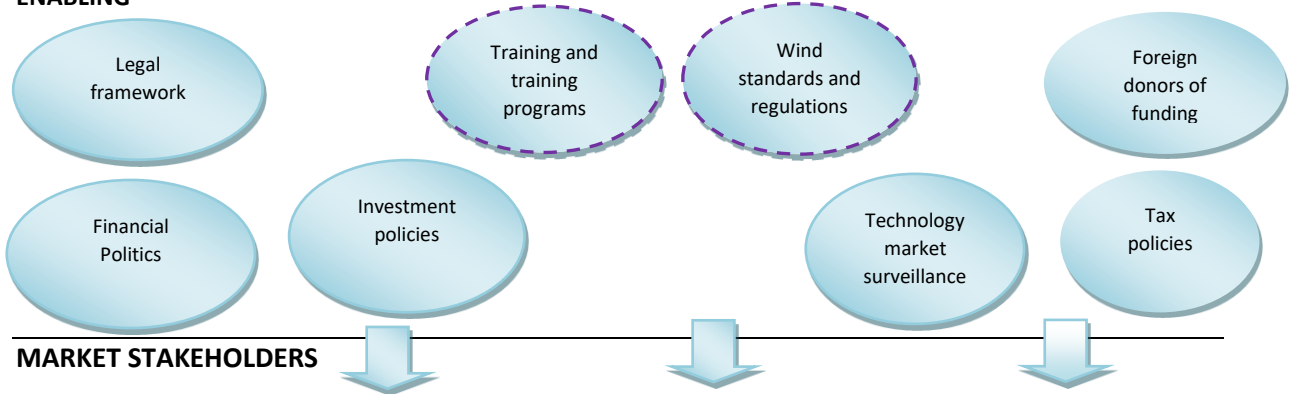 ENABLING
Legal
framework
Training and
training
programs
Wind
standards and
regulations
Foreign
donors of
funding
Financial
Politics
Investment
policies
Technology
market
surveillance
Tax
policies
MARKET STAKEHOLDERS